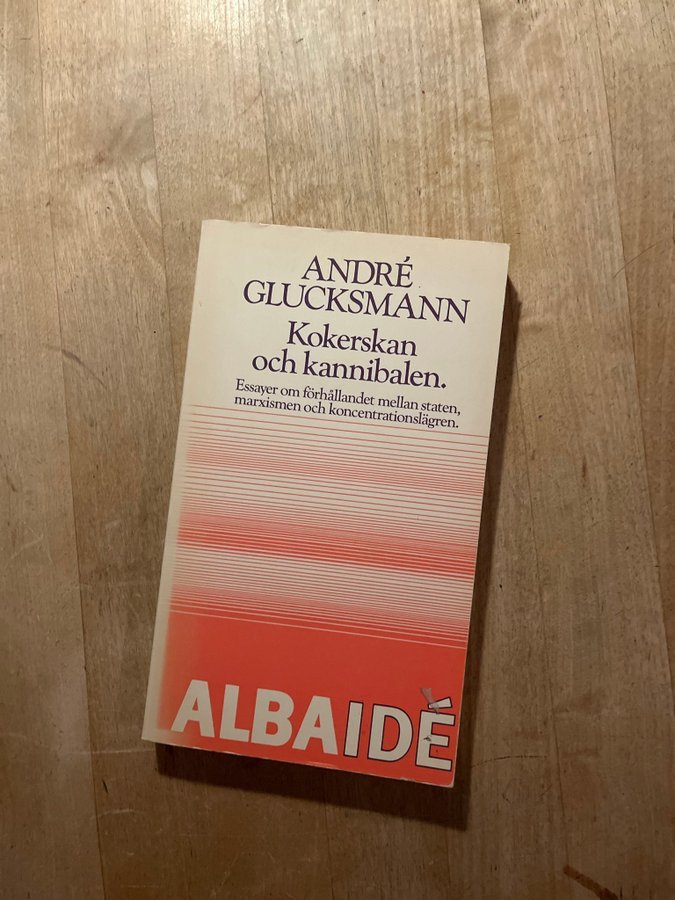 ANDRÉ
GLUCKSMANN
Kokerskan
och kannibalen.
Essayer om förhållandet mellan staten,
marxismen och koncentrationslägren.
ALBAIDÉ